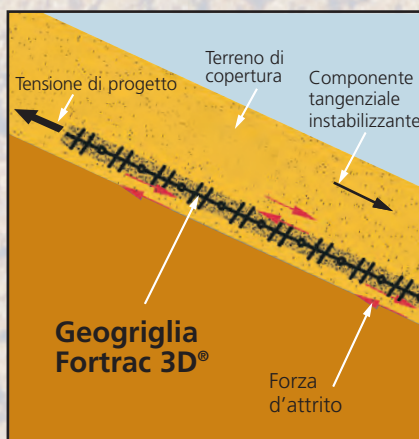 Terreno di
copertura
Tensione di progetto
Componente
tangenziale
instabilizzante
Geogriglia
Fortrac 3D®
Forza
d'attrito